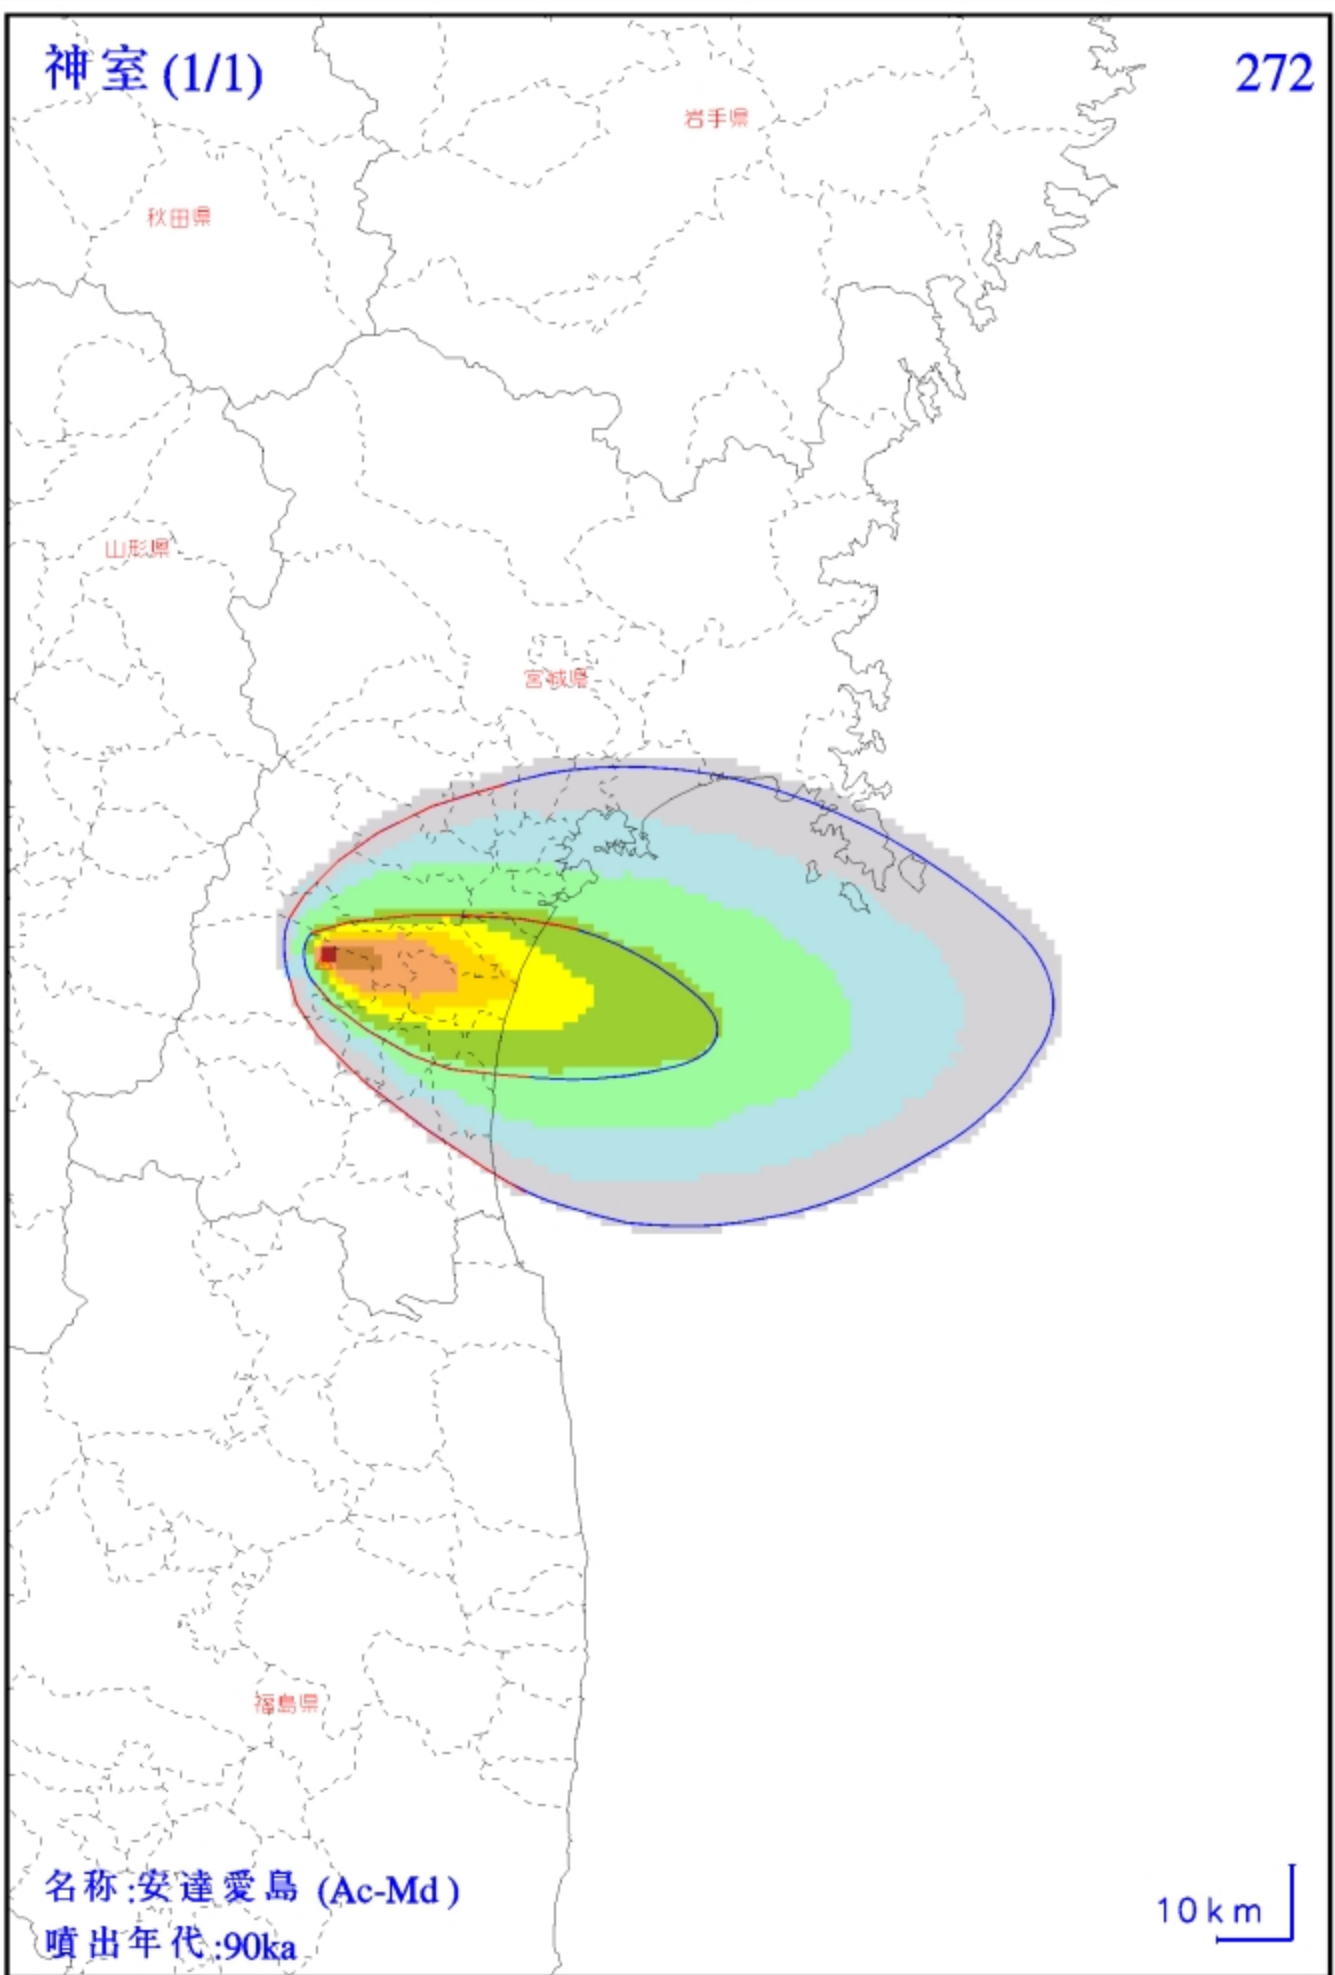 神室 (1/1)
272
岩手県
秋田県
山形県
宮城県
福島県
名称:安達愛島 (Ac-Md)
噴出年代:90ka
10km